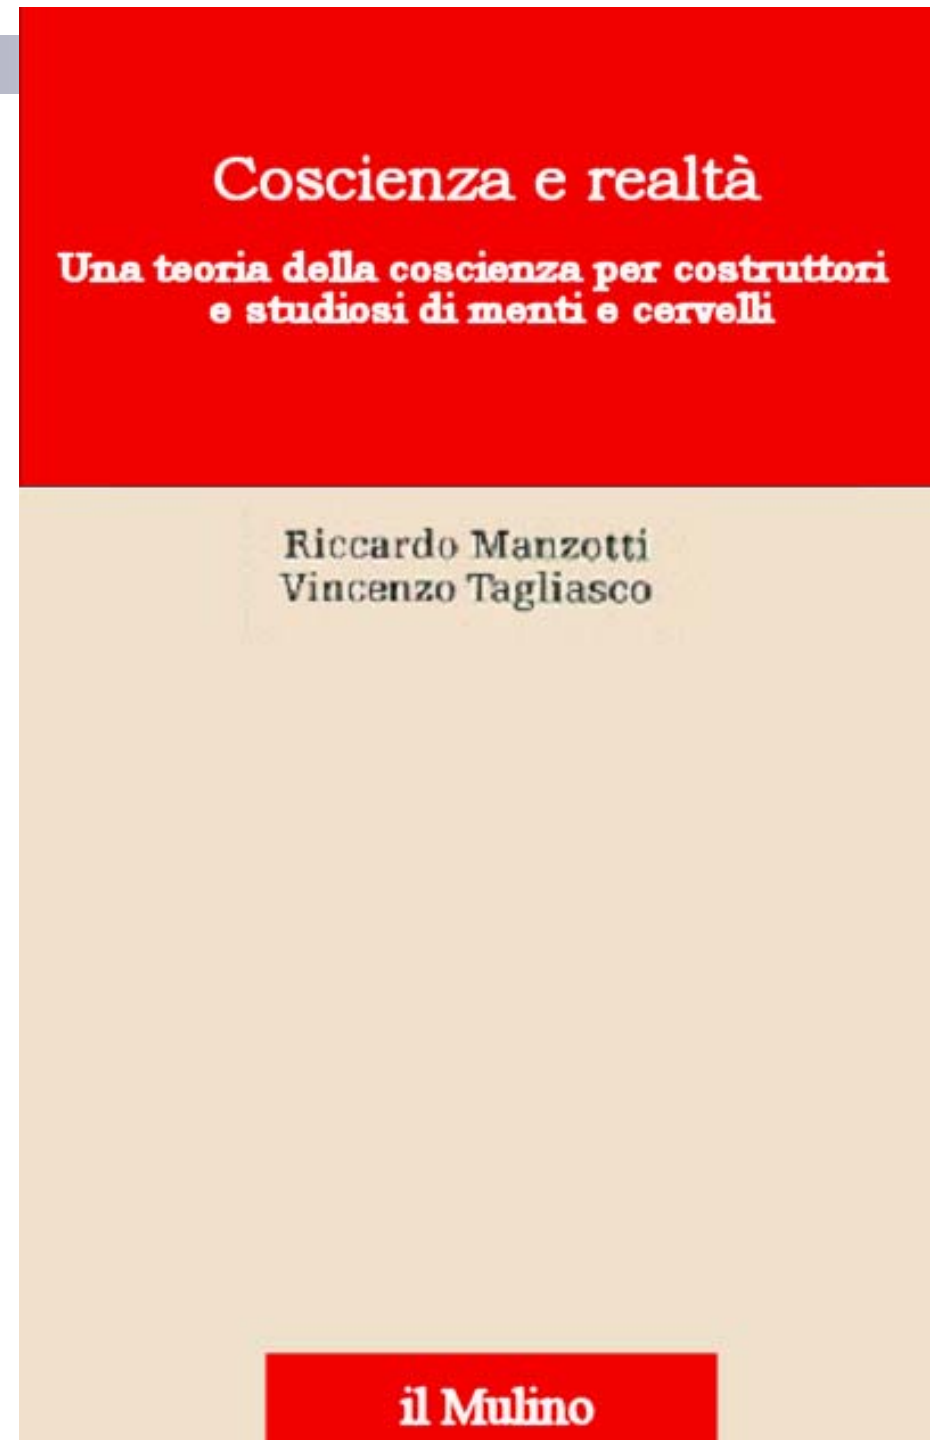 Coscienza e realtà
Una teoria della coscienza per costruttori
e studiosi di menti e cervelli
Riccardo Manzotti
Vincenzo Tagliasco
il Mulino